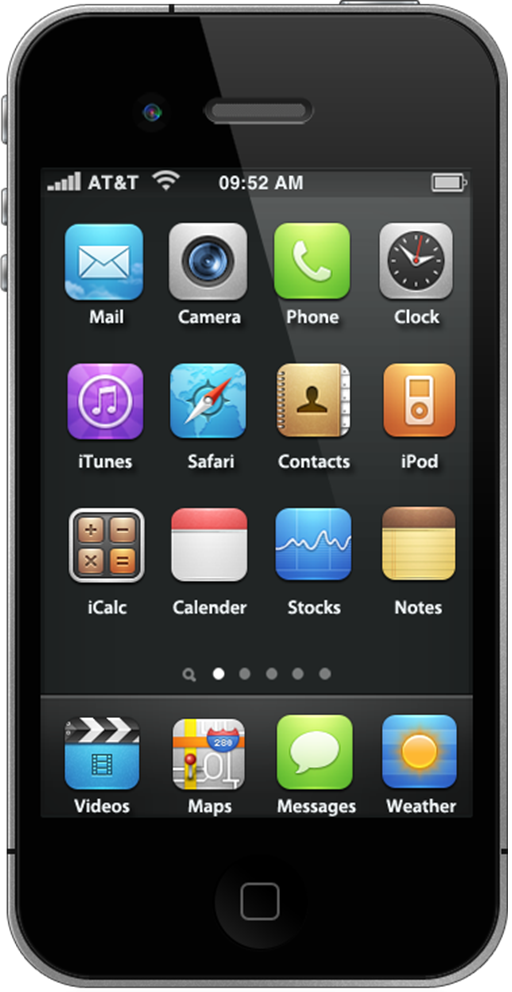 AT&T 09:52 AM
Mail Camera Phone Clock
iTunes Safari Contacts iPod
iCalc Calender Stocks Notes
280
Videos Maps Messages Weather